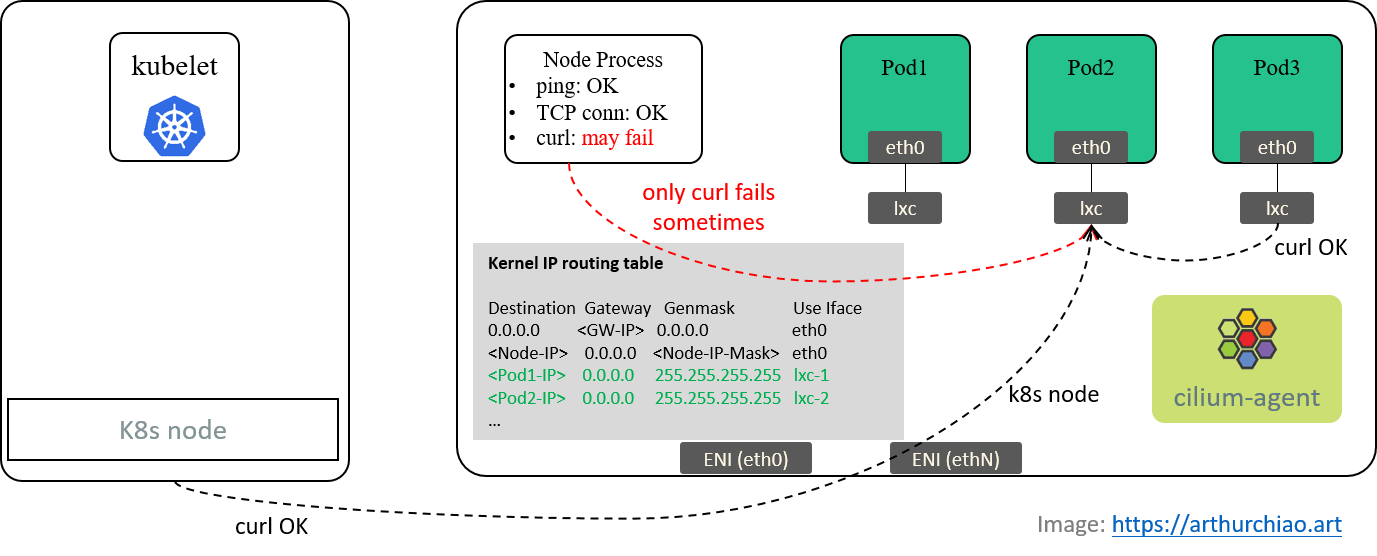 kubelet
K8s node
curl OK
Node Process
• ping: OK
• TCP conn: OK
• curl: may fail
only curl fails
sometimes
Pod1
eth0
lxc
Pod2
eth0
lxc
Pod3
eth0
lxc
curl OK
Kernel IP routing table
Destination Gateway Genmask Use Iface
0.0.0.0 <GW-IP> 0.0.0.0 eth0
<Node-IP> 0.0.0.0 <Node-IP-Mask> eth0
<Pod1-IP> 0.0.0.0 255.255.255.255 lxc-1
<Pod2-IP> 0.0.0.0 255.255.255.255 lxc-2
...
k8s node
cilium-agent
ENI (eth0)
ENI (ethN)
Image: https://arthurchiao.art